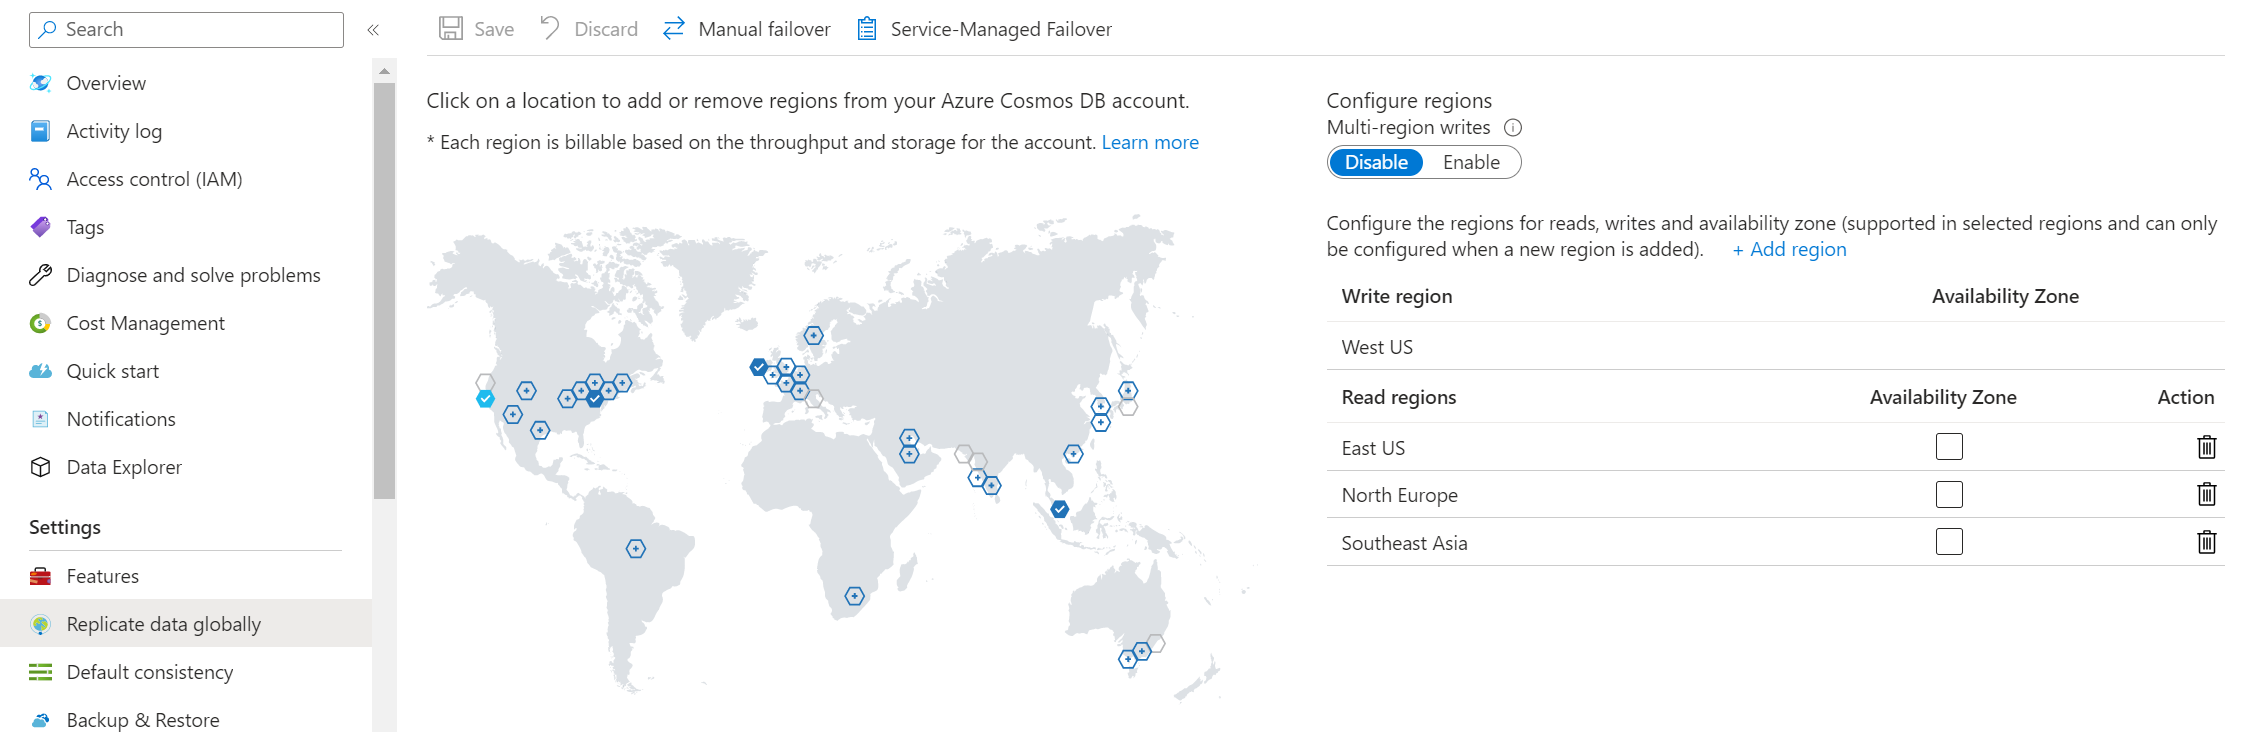 Search
«
Save
Discard
Manual failover
Service-Managed Failover
Overview
Activity log
Access control (IAM)
Tags
Diagnose and solve problems
Cost Management
Quick start
Notifications
Data Explorer
Settings
Features
Replicate data globally
Default consistency
Backup & Restore
Click on a location to add or remove regions from your Azure Cosmos DB account.
* Each region is billable based on the throughput and storage for the account. Learn more
Configure regions
Multi-region writes
Disable Enable
Configure the regions for reads, writes and availability zone (supported in selected regions and can only
be configured when a new region is added). + Add region
Write region Availability Zone
West US
Read regions Availability Zone Action
East US
North Europe
Southeast Asia